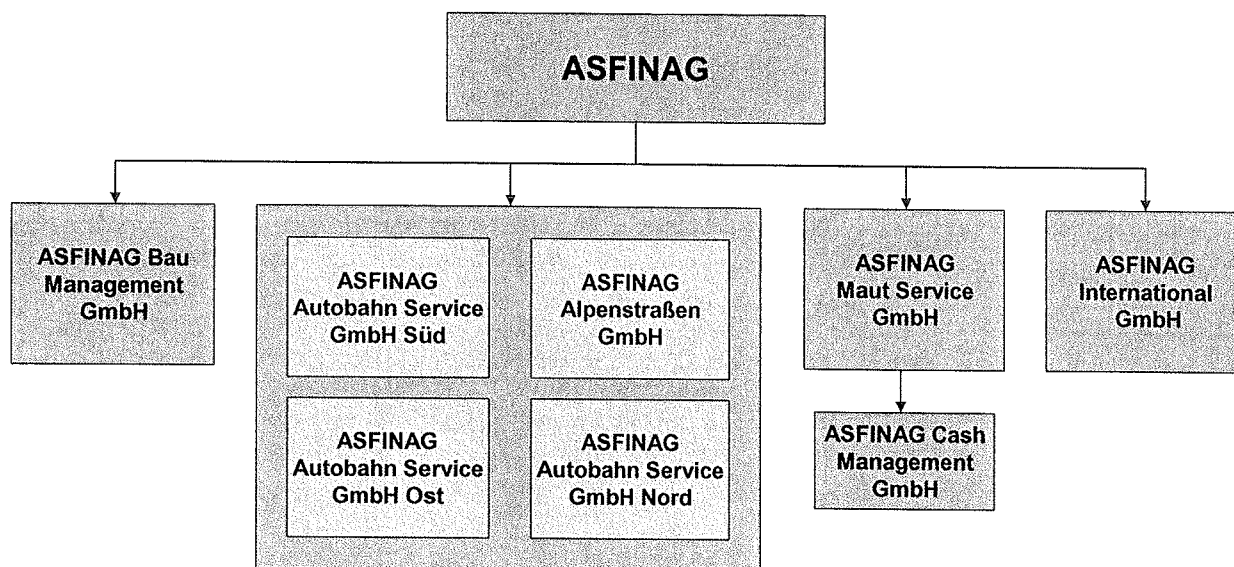 ASFINAG
ASFINAG Bau
Management
GmbH
ASFINAG
Autobahn Service
GmbH Süd
ASFINAG
Alpenstraßen
GmbH
ASFINAG
Autobahn Service
GmbH Ost
ASFINAG
Autobahn Service
GmbH Nord
ASFINAG
Maut Service
GmbH
ASFINAG Cash
Management
GmbH
ASFINAG
International
GmbH